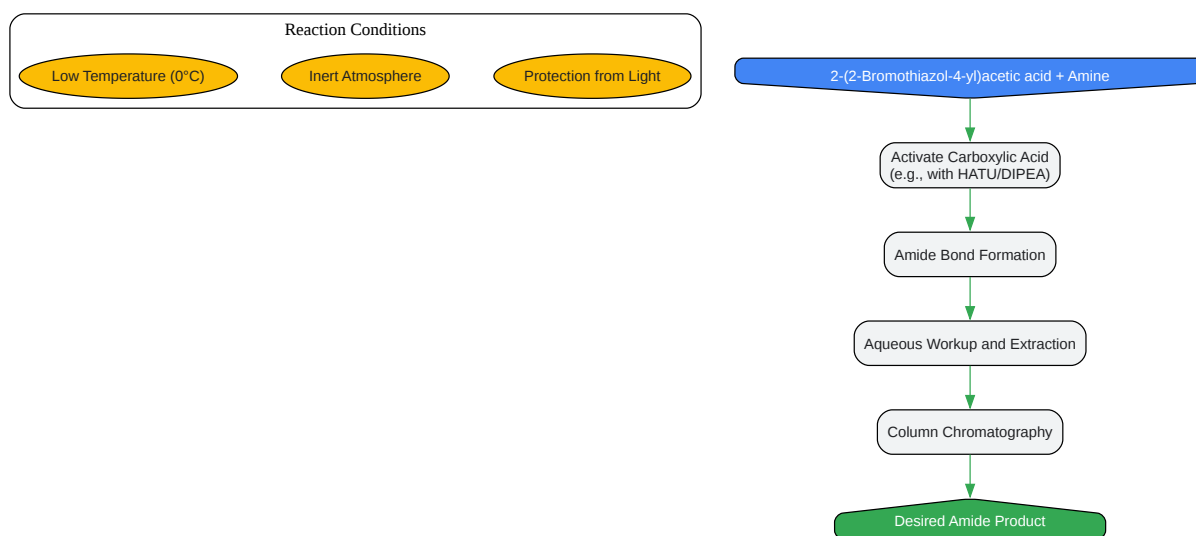 Reaction Conditions
Low Temperature (0°C)
Inert Atmosphere
Protection from Light
2-(2-Bromothiazol-4-yl)acetic acid + Amine
Activate Carboxylic Acid
(e.g., with HATU/DIPEA)
Amide Bond Formation
Aqueous Workup and Extraction
Column Chromatography
Desired Amide Product